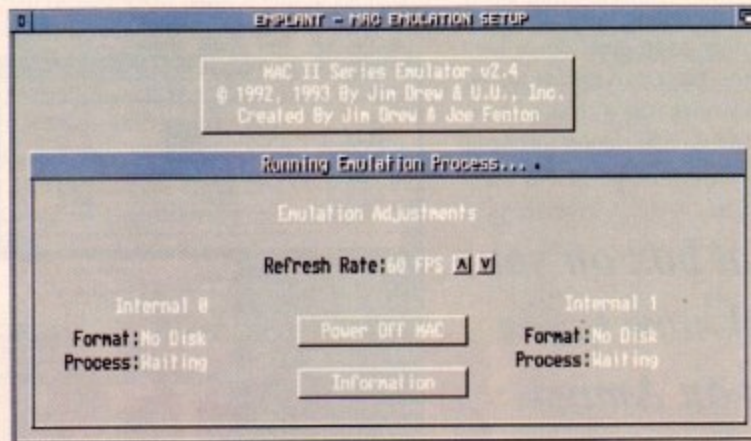 EMPLANT - MAC EMULATION SETUP
MAC II Series Emulator v2.4
© 1992, 1993 By Jim Drew & U.U., Inc.
Created By Jim Drew & Joe Fenton
Running Emulation Process...
Emulation Adjustments
Refresh Rate: 60 FPS
Internal 0
Internal 1
Format: No Disk
Process: Waiting
Power Off MAC
Format: No Disk
Process: Waiting
Information